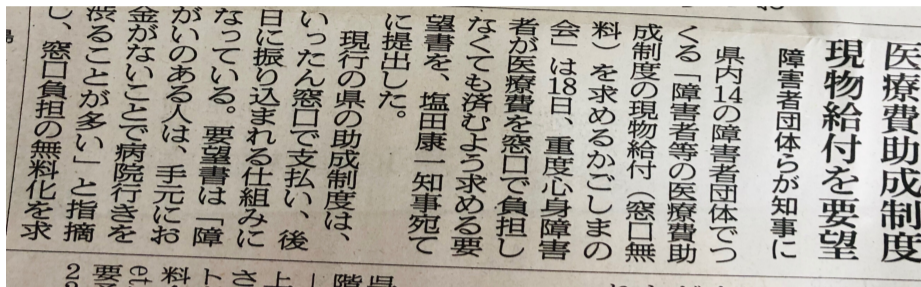 医療費助成制度
現物給付を要望
障害者団体らが知事に
県内14の障害者団体でつ
くる「障害者等の医療費助
成制度の現物給付（窓口無
料）を求めるかごしまの
会」は18日、重度心身障害
者が医療費を窓口で負担し
なくても済むよう求める要
望書を、塩田康一知事宛て
に提出した。
現行の県の助成制度は、
いったん窓口で支払い、後
日に振り込まれる仕組みに
なっている。要望書は「障
がいのある人は、手元にお
金がないことで病院行きを
渋ることが多い」と指摘
し、窓口負担の無料化を求